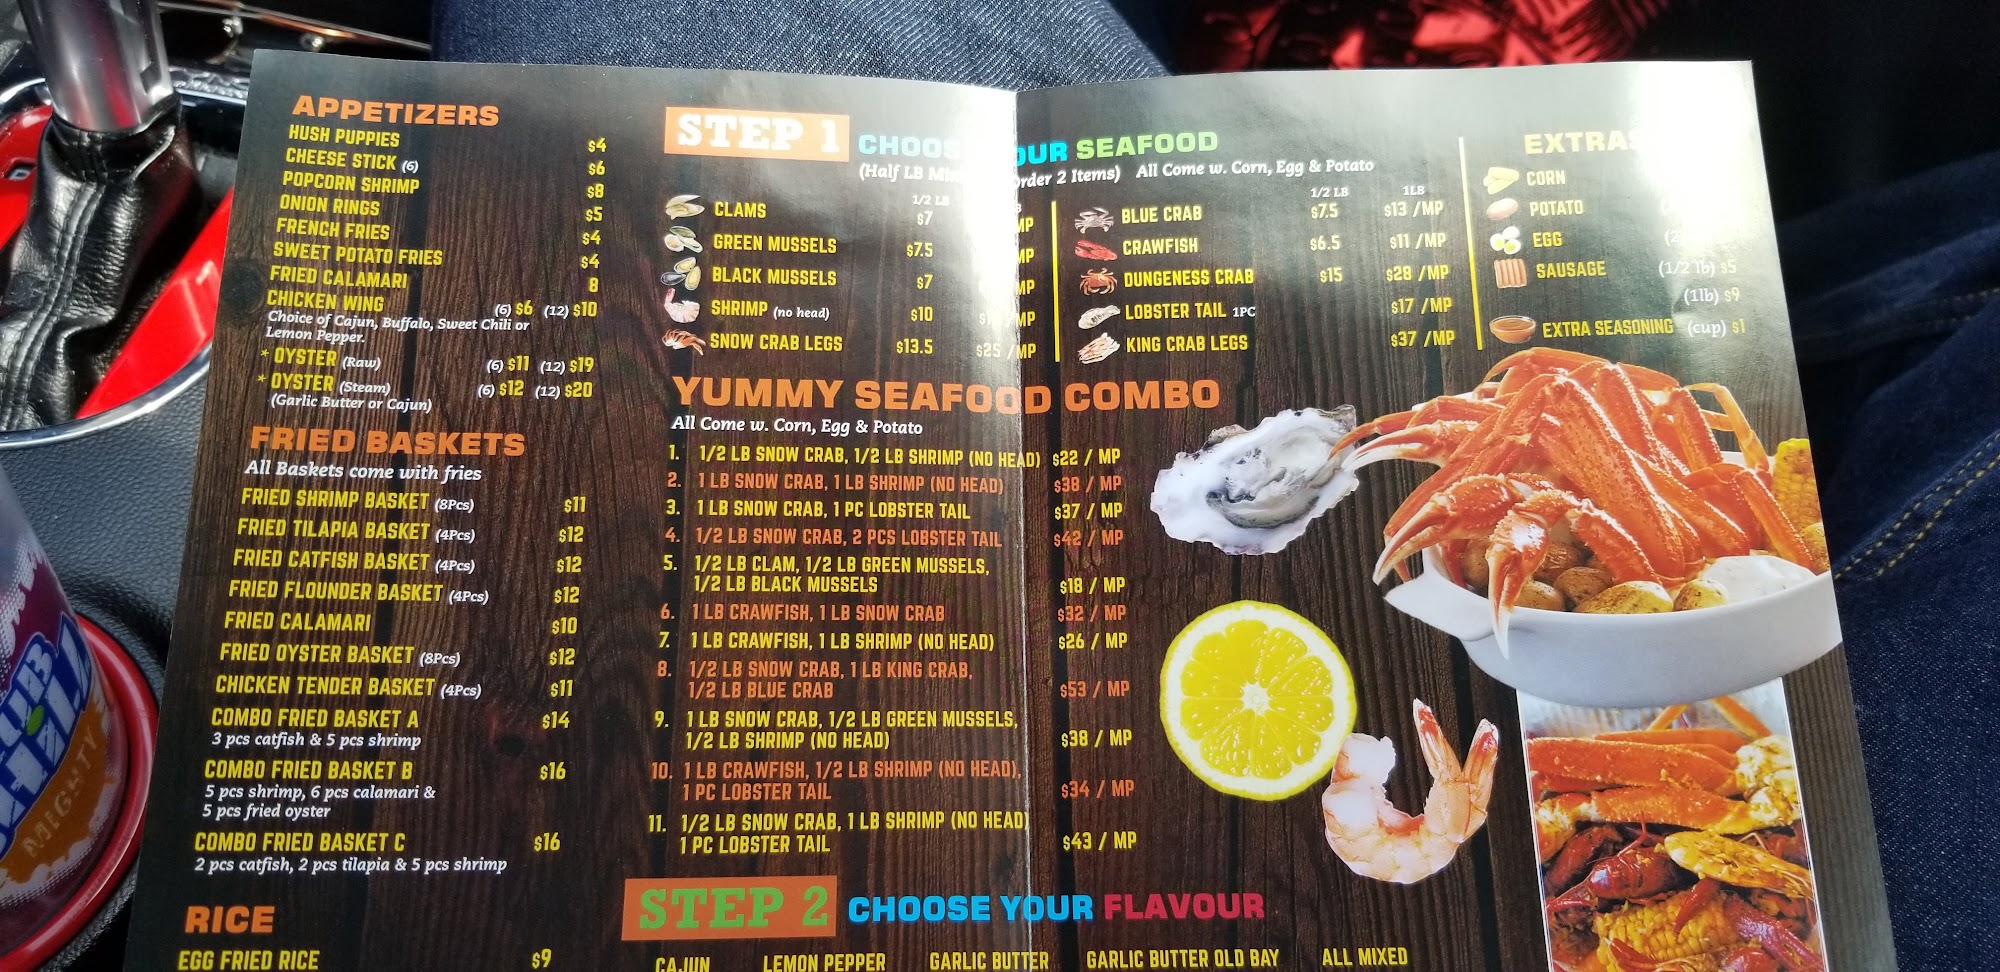 APPETIZERS
HUSH PUPPIES $4
CHEESE STICK (6) $6
POPCORN SHRIMP $8
ONION RINGS $5
FRENCH FRIES $4
SWEET POTATO FRIES $4
FRIED CALAMARI 8
CHICKEN WING (6) $6 (12) $10
Choice of Cajun, Buffalo, Sweet Chili or
Lemon Pepper.
* OYSTER (Raw) (6) $11 (12) $19
* OYSTER (Steam) (6) $12 (12) $20
(Garlic Butter or Cajun)
FRIED BASKETS
All Baskets come with fries
FRIED SHRIMP BASKET (8Pcs) $11
FRIED TILAPIA BASKET (4Pcs) $12
FRIED CATFISH BASKET (4Pcs) $12
FRIED FLOUNDER BASKET (4Pcs) $12
FRIED CALAMARI $10
FRIED OYSTER BASKET (8Pcs) $12
CHICKEN TENDER BASKET (4Pcs) $11
COMBO FRIED BASKET A $14
3 pcs catfish & 5 pcs shrimp
COMBO FRIED BASKET B $16
5 pcs shrimp, 6 pcs calamari &
5 pcs fried oyster
COMBO FRIED BASKET C $16
2 pcs catfish, 2 pcs tilapia & 5 pcs shrimp
RICE
EGG FRIED RICE $9
STEP 1 SEAFOOD
(Half LB 2 Items) All Come w. Corn, Egg & Potato
1/2 LB
CLAMS $7 MP
GREEN MUSSELS $7.5 MP
BLACK MUSSELS $7 MP
SHRIMP (no head) $10 MP
SNOW CRAB LEGS $13.5 $25 /MP
1/2 LB 1LB
BLUE CRAB $7.5 $13 /MP
CRAWFISH $6.5 $11 /MP
DUNGENESS CRAB $15 $28 /MP
LOBSTER TAIL 1PC $17 /MP
KING CRAB LEGS $37 /MP
EXTRAS
CORN
POTATO
EGG
SAUSAGE (1/2 lb) $5
(1lb) $9
EXTRA SEASONING (cup) $1
YUMMY SEAFOOD COMBO
All Come w. Corn, Egg & Potato
1. 1/2 LB SNOW CRAB, 1/2 LB SHRIMP (NO HEAD) $22 / MP
2. 1 LB SNOW CRAB, 1 LB SHRIMP (NO HEAD) $38 / MP
3. 1 LB SNOW CRAB, 1 PC LOBSTER TAIL $37 / MP
4. 1/2 LB SNOW CRAB, 2 PCS LOBSTER TAIL $42 / MP
5. 1/2 LB CLAM, 1/2 LB GREEN MUSSELS,
1/2 LB BLACK MUSSELS $18 / MP
6. 1 LB CRAWFISH, 1 LB SNOW CRAB $32 / MP
7. 1 LB CRAWFISH, 1 LB SHRIMP (NO HEAD) $26 / MP
8. 1/2 LB SNOW CRAB, 1 LB KING CRAB,
1/2 LB BLUE CRAB $53 / MP
9. 1 LB SNOW CRAB, 1/2 LB GREEN MUSSELS,
1/2 LB SHRIMP (NO HEAD) $38 / MP
10. 1 LB CRAWFISH, 1/2 LB SHRIMP (NO HEAD),
1 PC LOBSTER TAIL $34 / MP
11. 1/2 LB SNOW CRAB, 1 LB SHRIMP (NO HEAD)
1 PC LOBSTER TAIL $43 / MP
STEP 2 CHOOSE YOUR FLAVOUR
CAJUN LEMON PEPPER GARLIC BUTTER GARLIC BUTTER OLD BAY ALL MIXED
MIGHTY